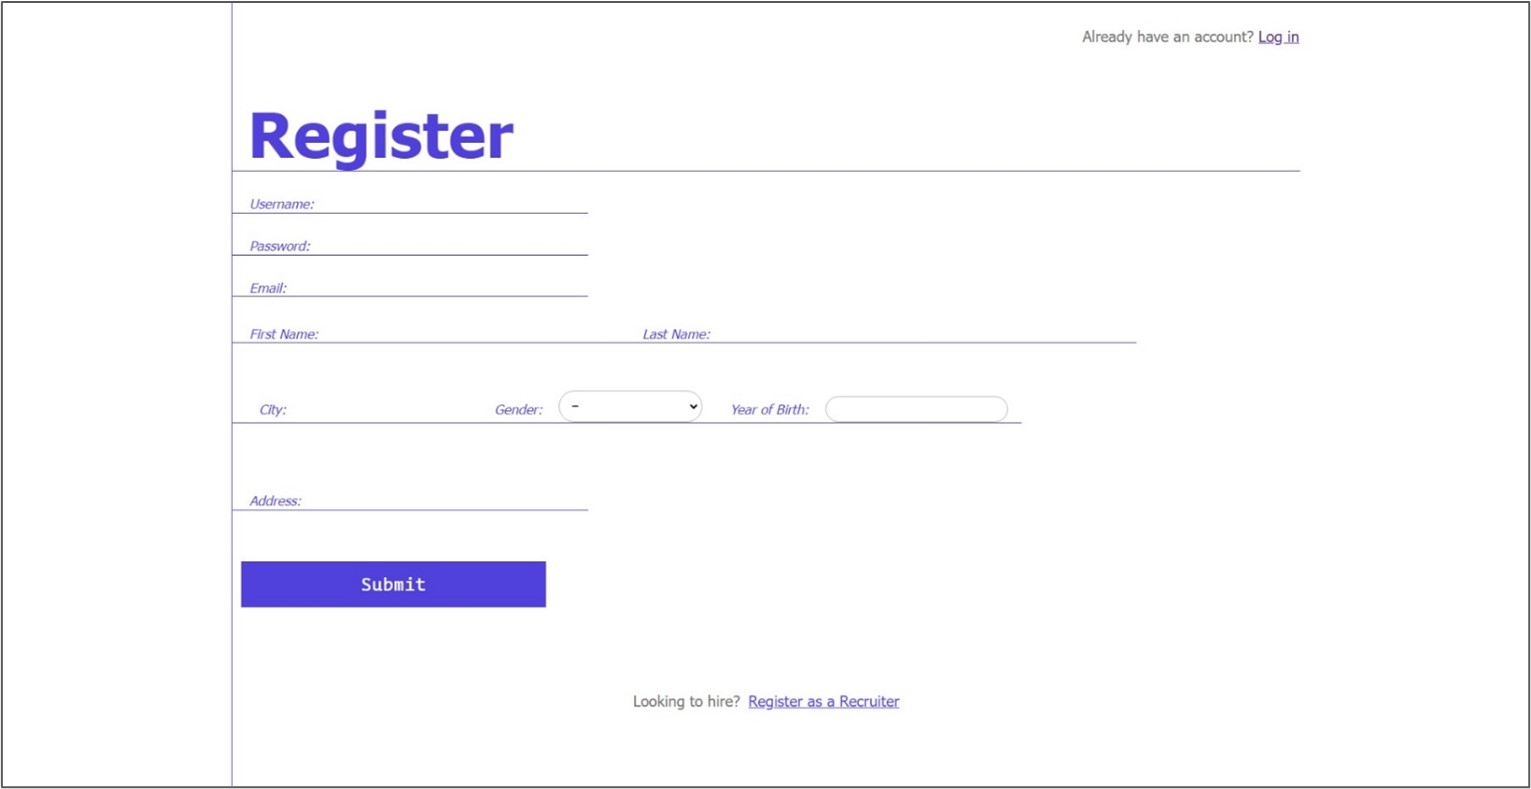 Already have an account? Log in
Register
Username:
Password:
Email:
First Name: Last Name:
City: Gender: – Year of Birth:
Address:
Submit
Looking to hire? Register as a Recruiter